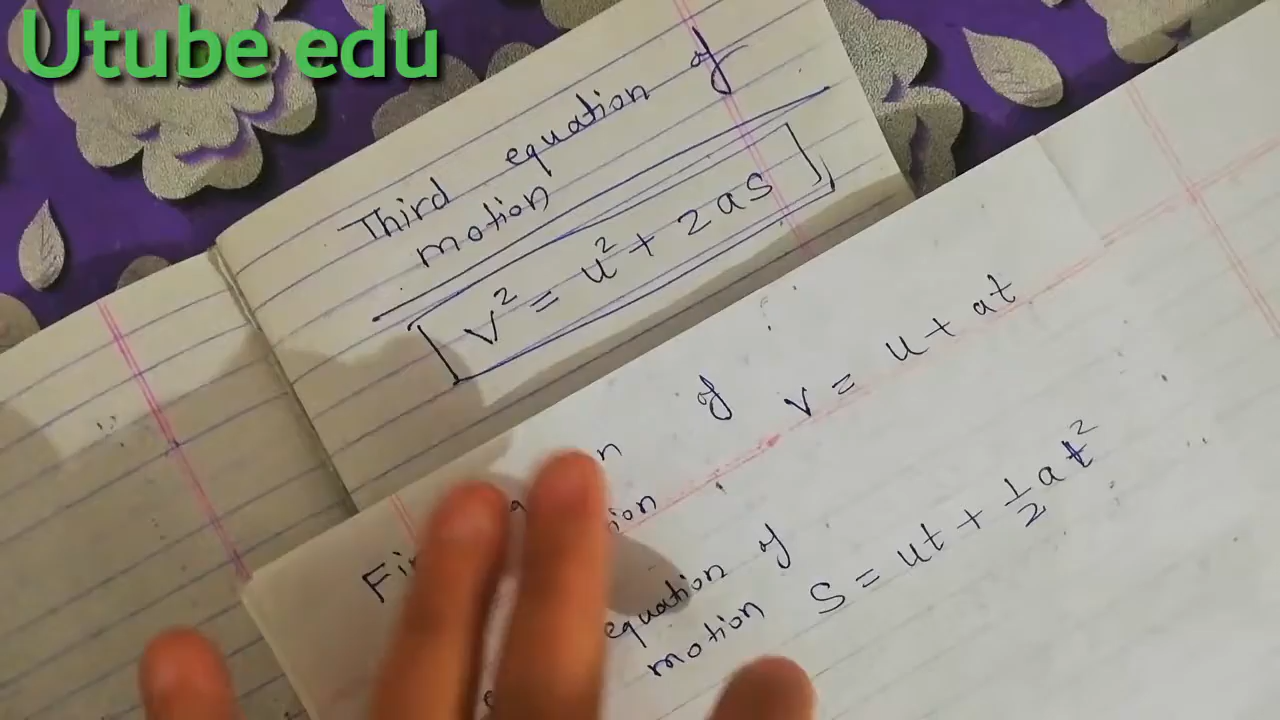 Utube edu
Third equation of
motion
V² = u² + 2as
of v = u + at
equation of
motion S = ut + ½at²